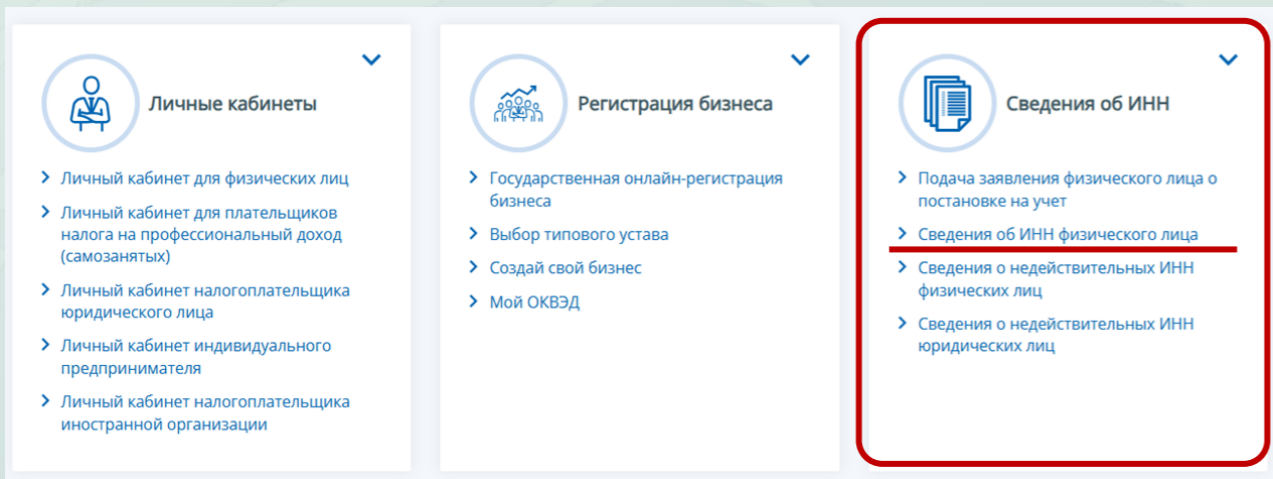 Личные кабинеты
Личный кабинет для физических лиц
Личный кабинет для плательщиков
налога на профессиональный доход
(самозанятых)
Личный кабинет налогоплательщика
юридического лица
Личный кабинет индивидуального
предпринимателя
Личный кабинет налогоплательщика
иностранной организации
Регистрация бизнеса
Государственная онлайн-регистрация
бизнеса
Выбор типового устава
Создай свой бизнес
Мой ОКВЭД
Сведения об ИНН
Подача заявления физического лица о
постановке на учет
Сведения об ИНН физического лица
Сведения о недействительных ИНН
физических лиц
Сведения о недействительных ИНН
юридических лиц